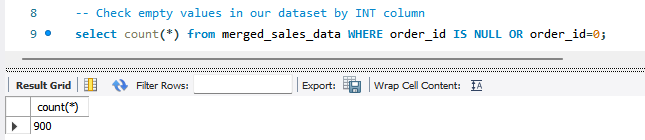 8 -- Check empty values in our dataset by INT column
9 select count(*) from merged_sales_data WHERE order_id IS NULL OR order_id=0;
Result Grid Filter Rows: Export: Wrap Cell Content: IA
count(*)
900